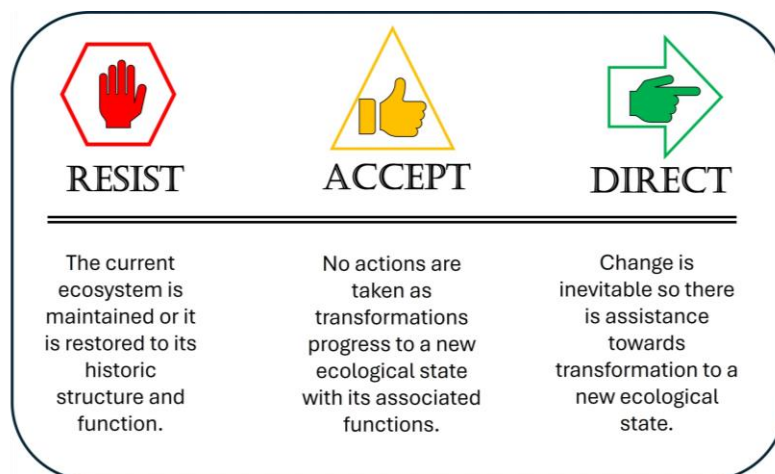 RESIST
ACCEPT
DIRECT
The current
ecosystem is
maintained or it
is restored to its
historic
structure and
function.
No actions are
taken as
transformations
progress to a new
ecological state
with its associated
functions.
Change is
inevitable so there
is assistance
towards
transformation to a
new ecological
state.